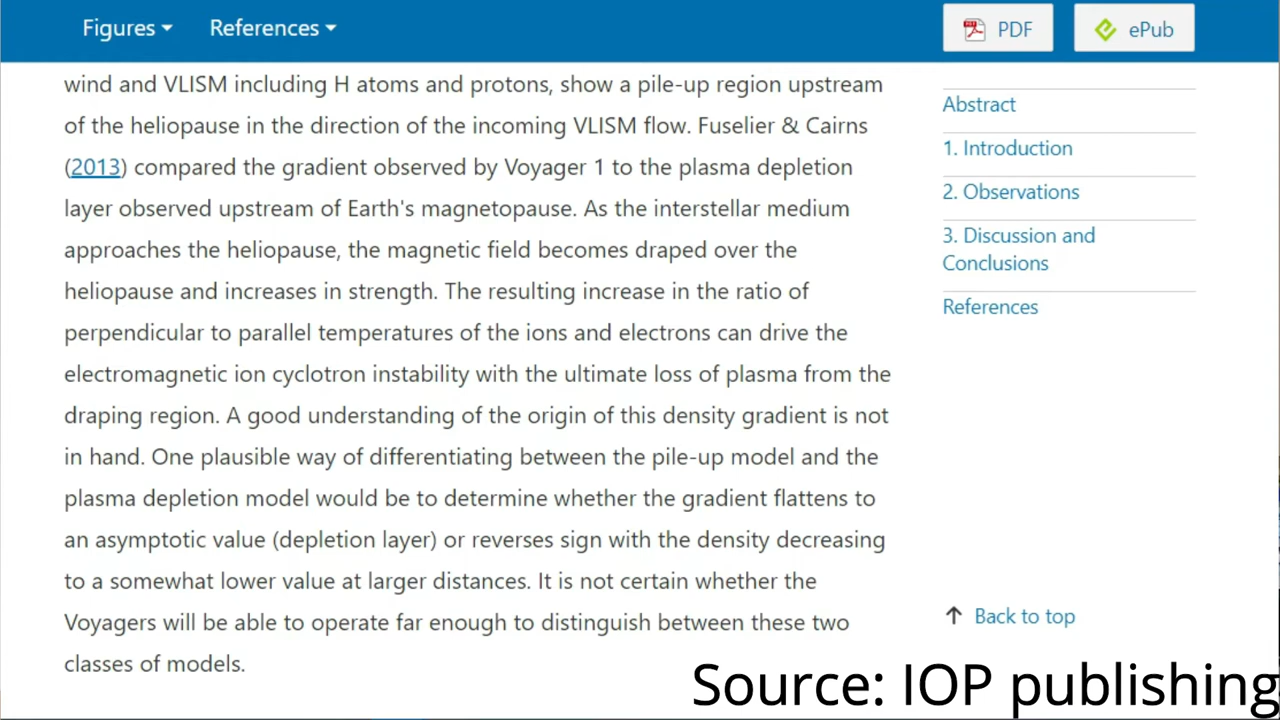 Figures References PDF ePub
wind and VLISM including H atoms and protons, show a pile-up region upstream
of the heliopause in the direction of the incoming VLISM flow. Fuselier & Cairns
(2013) compared the gradient observed by Voyager 1 to the plasma depletion
layer observed upstream of Earth's magnetopause. As the interstellar medium
approaches the heliopause, the magnetic field becomes draped over the
heliopause and increases in strength. The resulting increase in the ratio of
perpendicular to parallel temperatures of the ions and electrons can drive the
electromagnetic ion cyclotron instability with the ultimate loss of plasma from the
draping region. A good understanding of the origin of this density gradient is not
in hand. One plausible way of differentiating between the pile-up model and the
plasma depletion model would be to determine whether the gradient flattens to
an asymptotic value (depletion layer) or reverses sign with the density decreasing
to a somewhat lower value at larger distances. It is not certain whether the
Voyagers will be able to operate far enough to distinguish between these two
classes of models.
Abstract
1. Introduction
2. Observations
3. Discussion and
Conclusions
References
Back to top
Source: IOP publishing